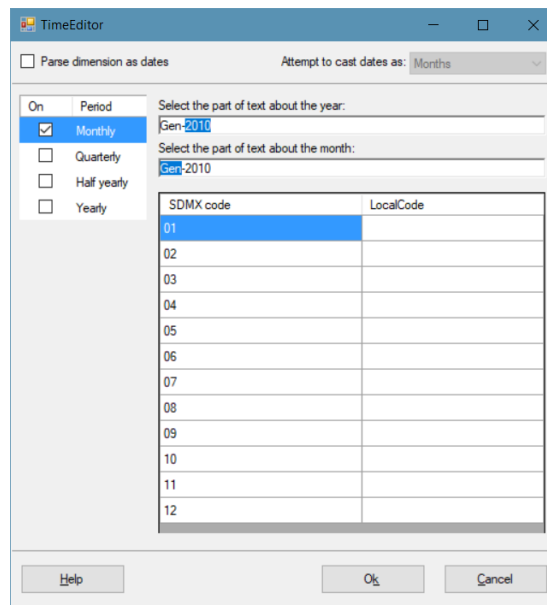 TimeEditor
Parse dimension as dates Attempt to cast dates as: Months
On Period
Monthly
Quarterly
Half yearly
Yearly
Select the part of text about the year:
Gen-2010
Select the part of text about the month:
Gen-2010
SDMX code LocalCode
01
02
03
04
05
06
07
08
09
10
11
12
Help Ok Cancel